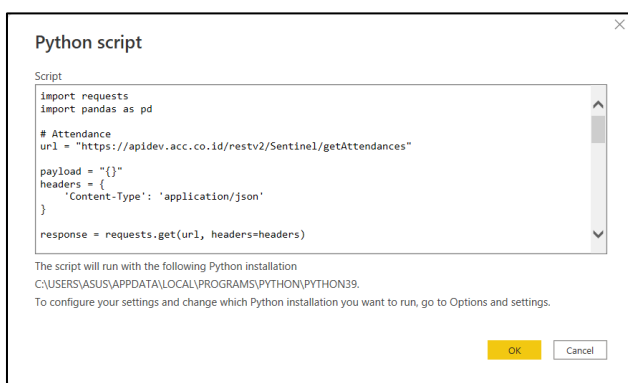 Python script
Script
import requests
import pandas as pd
# Attendance
url = "https://apidev.acc.co.id/restv2/Sentinel/getAttendances"
payload = "{}"
headers = {
    'Content-Type': 'application/json'
}
response = requests.get(url, headers=headers)
The script will run with the following Python installation
C:\USERS\ASUS\APPDATA\LOCAL\PROGRAMS\PYTHON\PYTHON39.
To configure your settings and change which Python installation you want to run, go to Options and settings.
OK Cancel